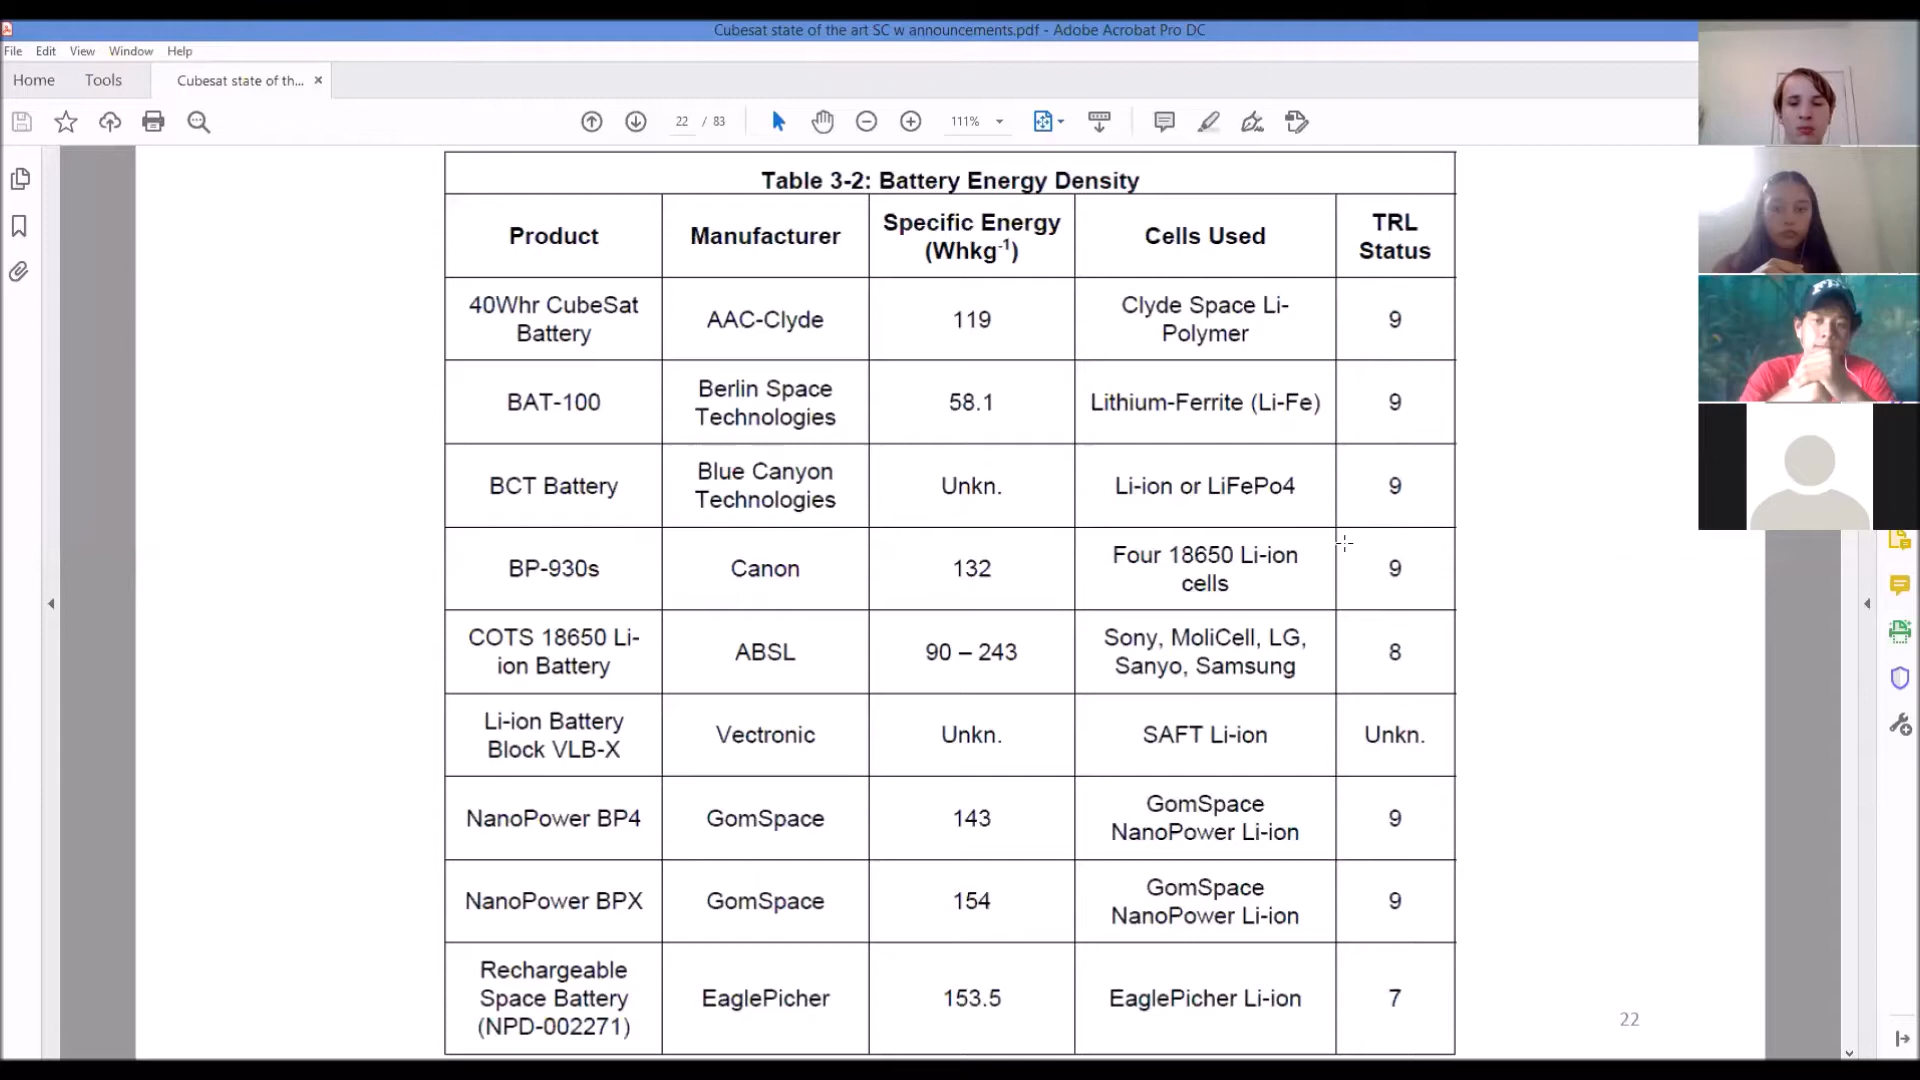 Cubesat state of the art SC w announcements.pdf - Adobe Acrobat Pro DC
File Edit View Window Help
Home Tools Cubesat state of th... ×
22 / 83 111%
Table 3-2: Battery Energy Density
Product Manufacturer Specific Energy (Whkg-1) Cells Used TRL Status
40Whr CubeSat Battery AAC-Clyde 119 Clyde Space Li-Polymer 9
BAT-100 Berlin Space Technologies 58.1 Lithium-Ferrite (Li-Fe) 9
BCT Battery Blue Canyon Technologies Unkn. Li-ion or LiFePo4 9
BP-930s Canon 132 Four 18650 Li-ion cells 9
COTS 18650 Li-ion Battery ABSL 90 – 243 Sony, MoliCell, LG, Sanyo, Samsung 8
Li-ion Battery Block VLB-X Vectronic Unkn. SAFT Li-ion Unkn.
NanoPower BP4 GomSpace 143 GomSpace NanoPower Li-ion 9
NanoPower BPX GomSpace 154 GomSpace NanoPower Li-ion 9
Rechargeable Space Battery (NPD-002271) EaglePicher 153.5 EaglePicher Li-ion 7
22